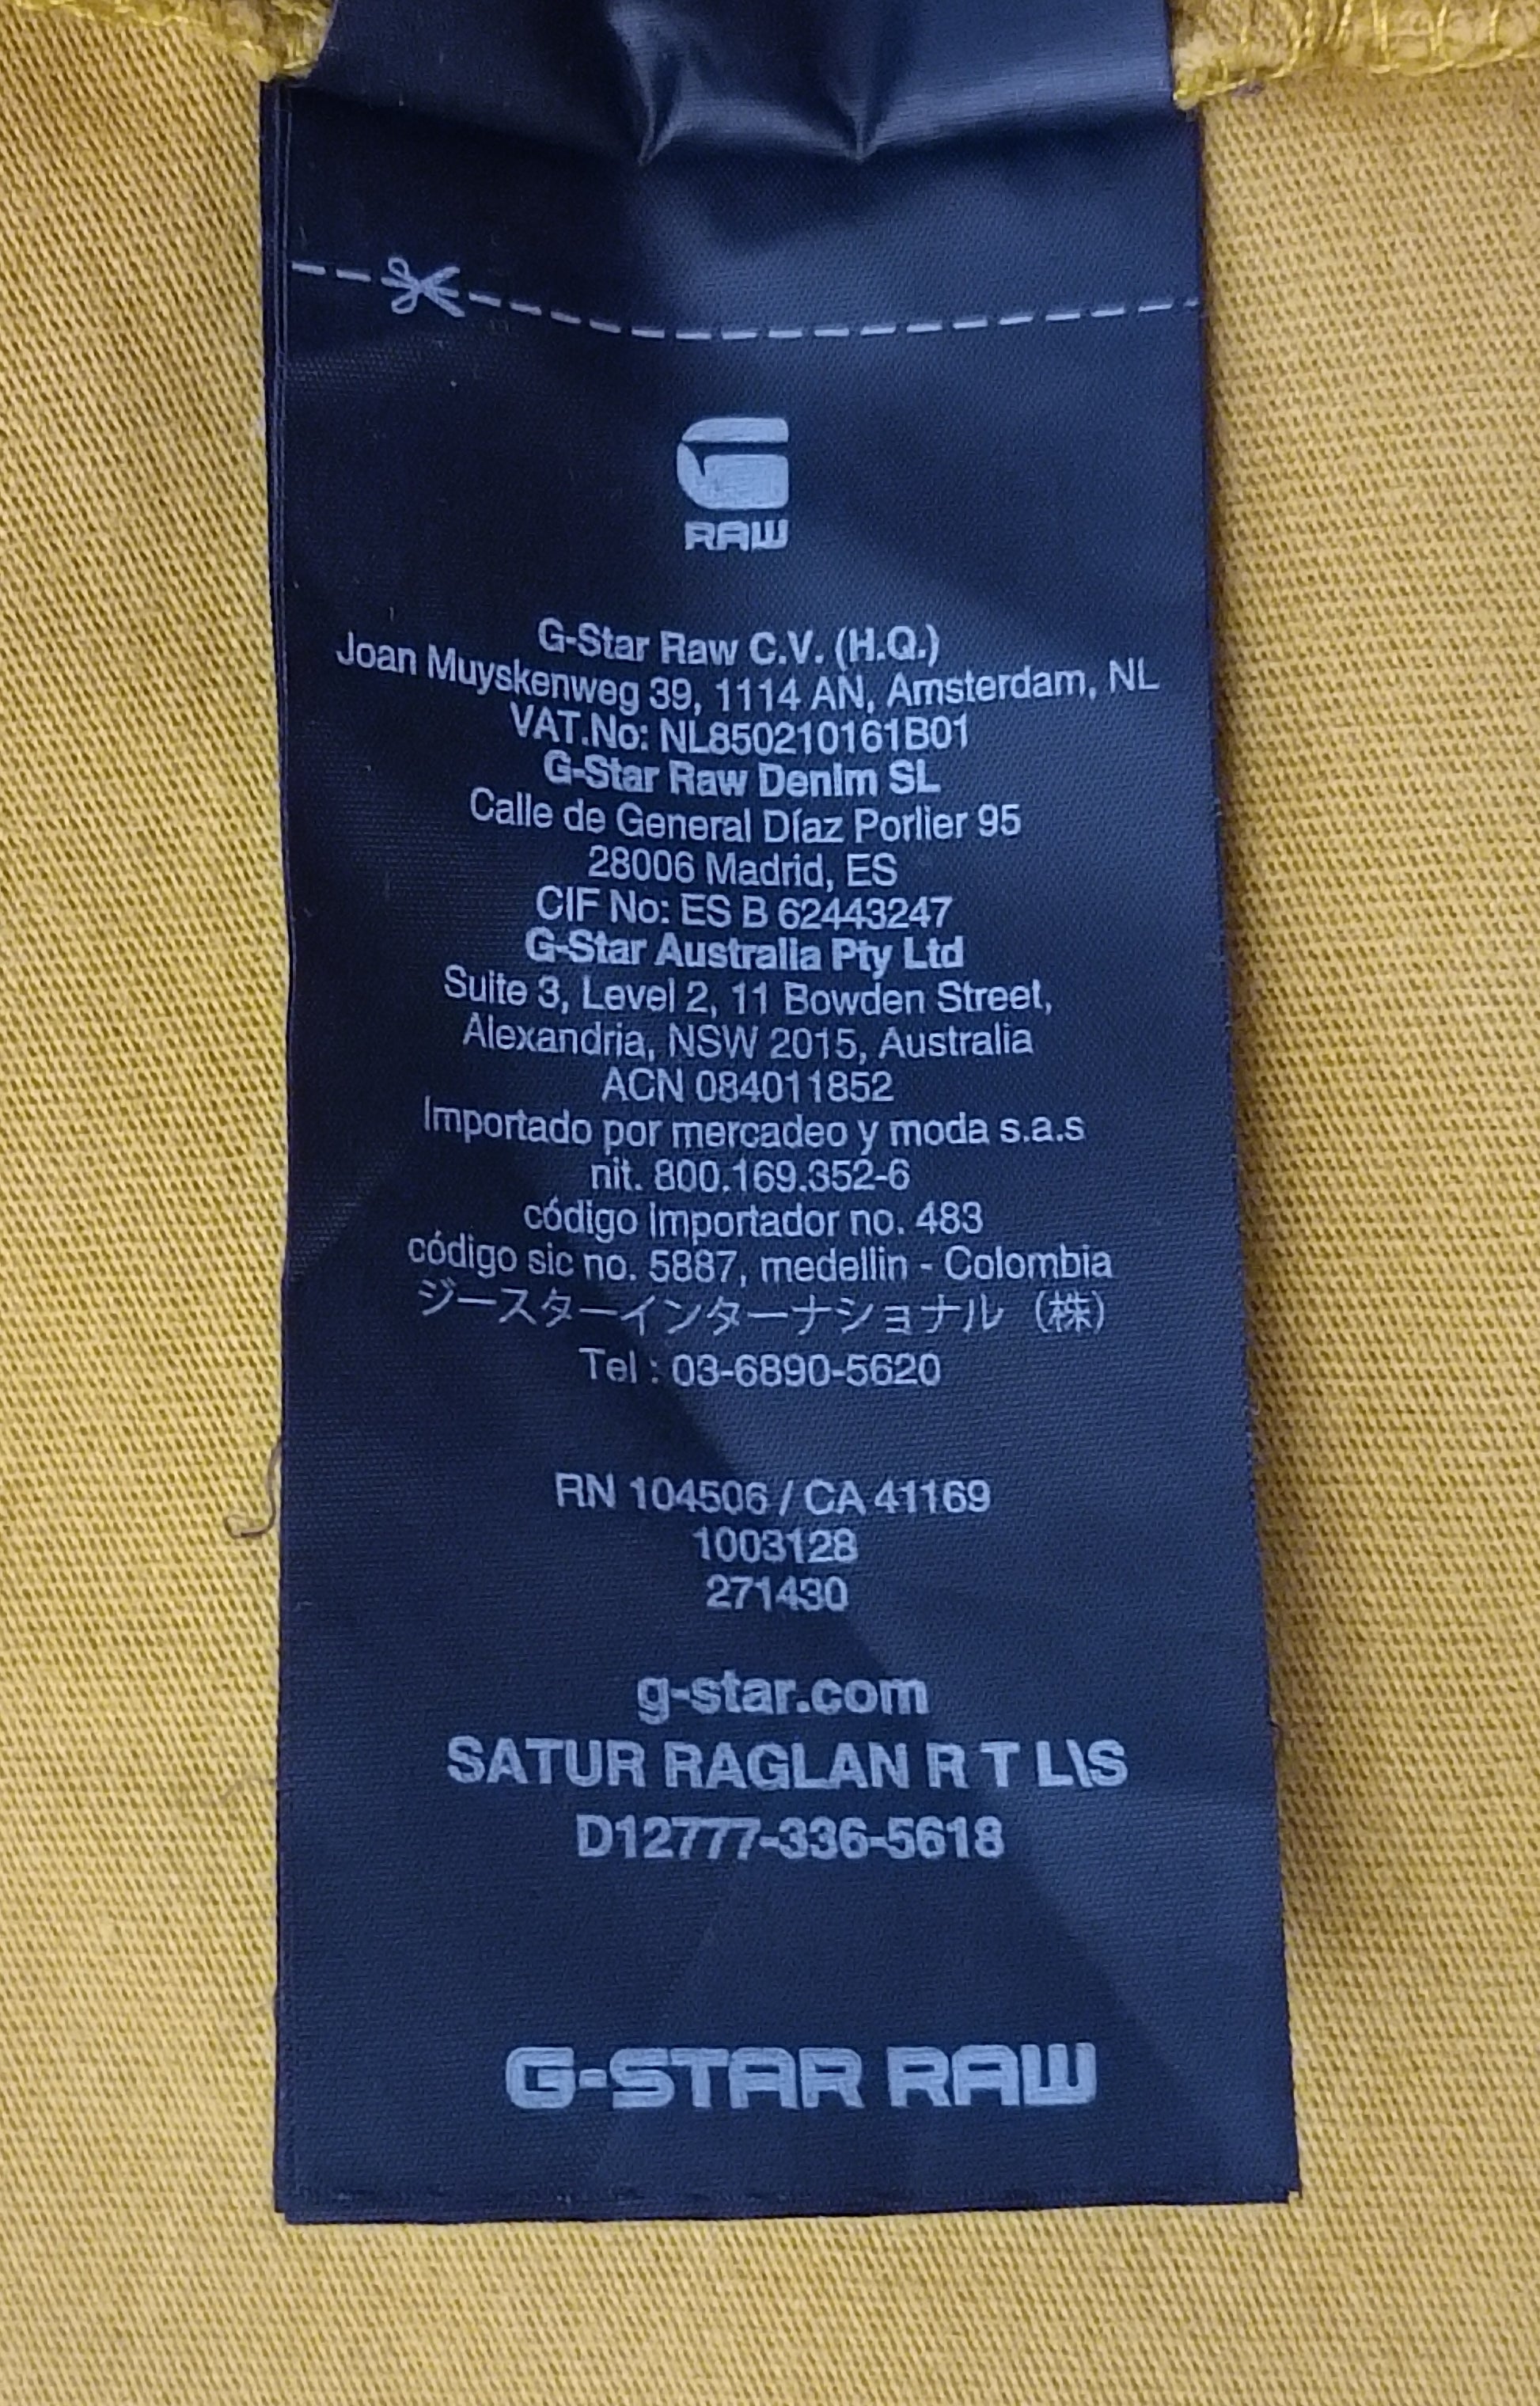 RAW
G-Star Raw C.V. (H.Q.)
Joan Muyskenweg 39, 1114 AN, Amsterdam, NL
VAT.No: NL850210161B01
G-Star Raw Denim SL
Calle de General Díaz Porlier 95
28006 Madrid, ES
CIF No: ES B 62443247
G-Star Australia Pty Ltd
Suite 3, Level 2, 11 Bowden Street,
Alexandria, NSW 2015, Australia
ACN 084011852
Importado por mercadeo y moda s.a.s
nit. 800.169.352-6
código importador no. 483
código sic no. 5887, medellin - Colombia
ジースターインターナショナル（株）
Tel : 03-6890-5620
RN 104506 / CA 41169
1003128
271430
g-star.com
SATUR RAGLAN R T L\S
D12777-336-5618
G-STAR RAW